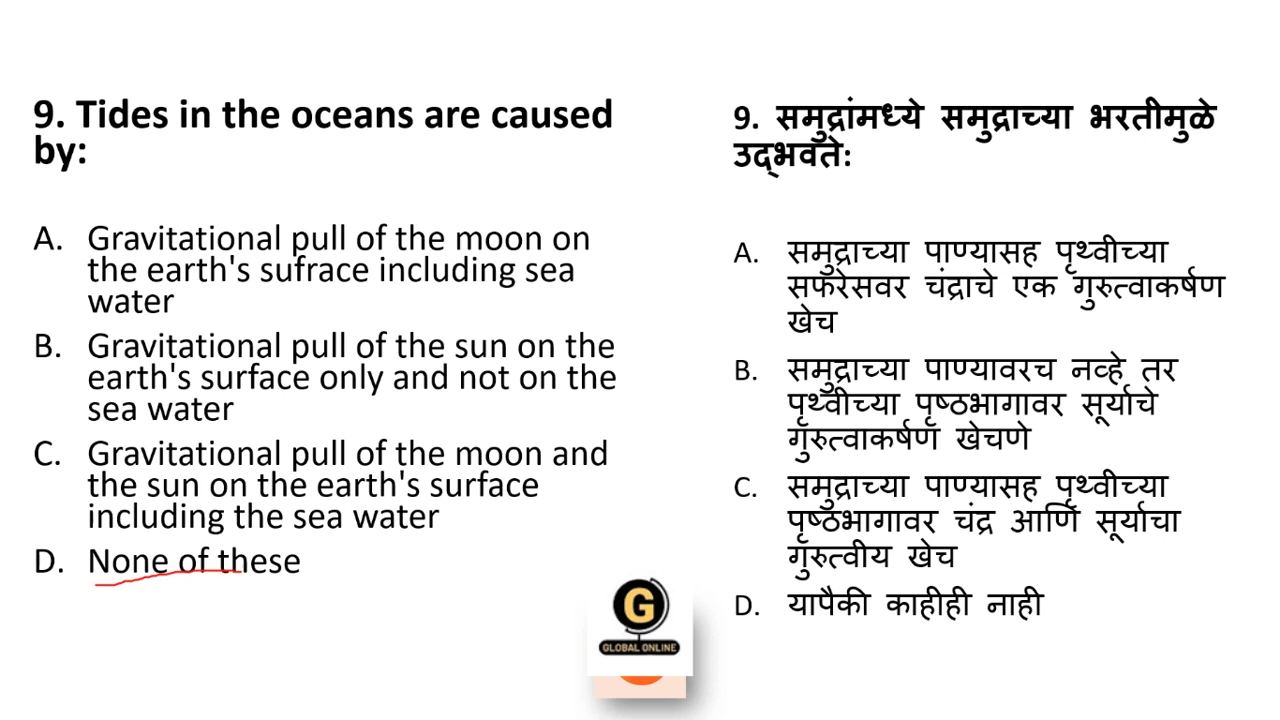 9. Tides in the oceans are caused
by:
A. Gravitational pull of the moon on
the earth's sufrace including sea
water
B. Gravitational pull of the sun on the
earth's surface only and not on the
sea water
C. Gravitational pull of the moon and
the sun on the earth's surface
including the sea water
D. None of these
9. समुद्रांमध्ये समुद्राच्या भरतीमुळे
उद्भवते:
A. समुद्राच्या पाण्यासह पृथ्वीच्या
सफरेसवर चंद्राचे एक गुरुत्वाकर्षण
खेच
B. समुद्राच्या पाण्यावरच नव्हे तर
पृथ्वीच्या पृष्ठभागावर सूर्याचे
गुरुत्वाकर्षण खेचणे
C. समुद्राच्या पाण्यासह पृथ्वीच्या
पृष्ठभागावर चंद्र आणि सूर्याचा
गुरुत्वीय खेच
D. यापैकी काहीही नाही
G
GLOBAL ONLINE